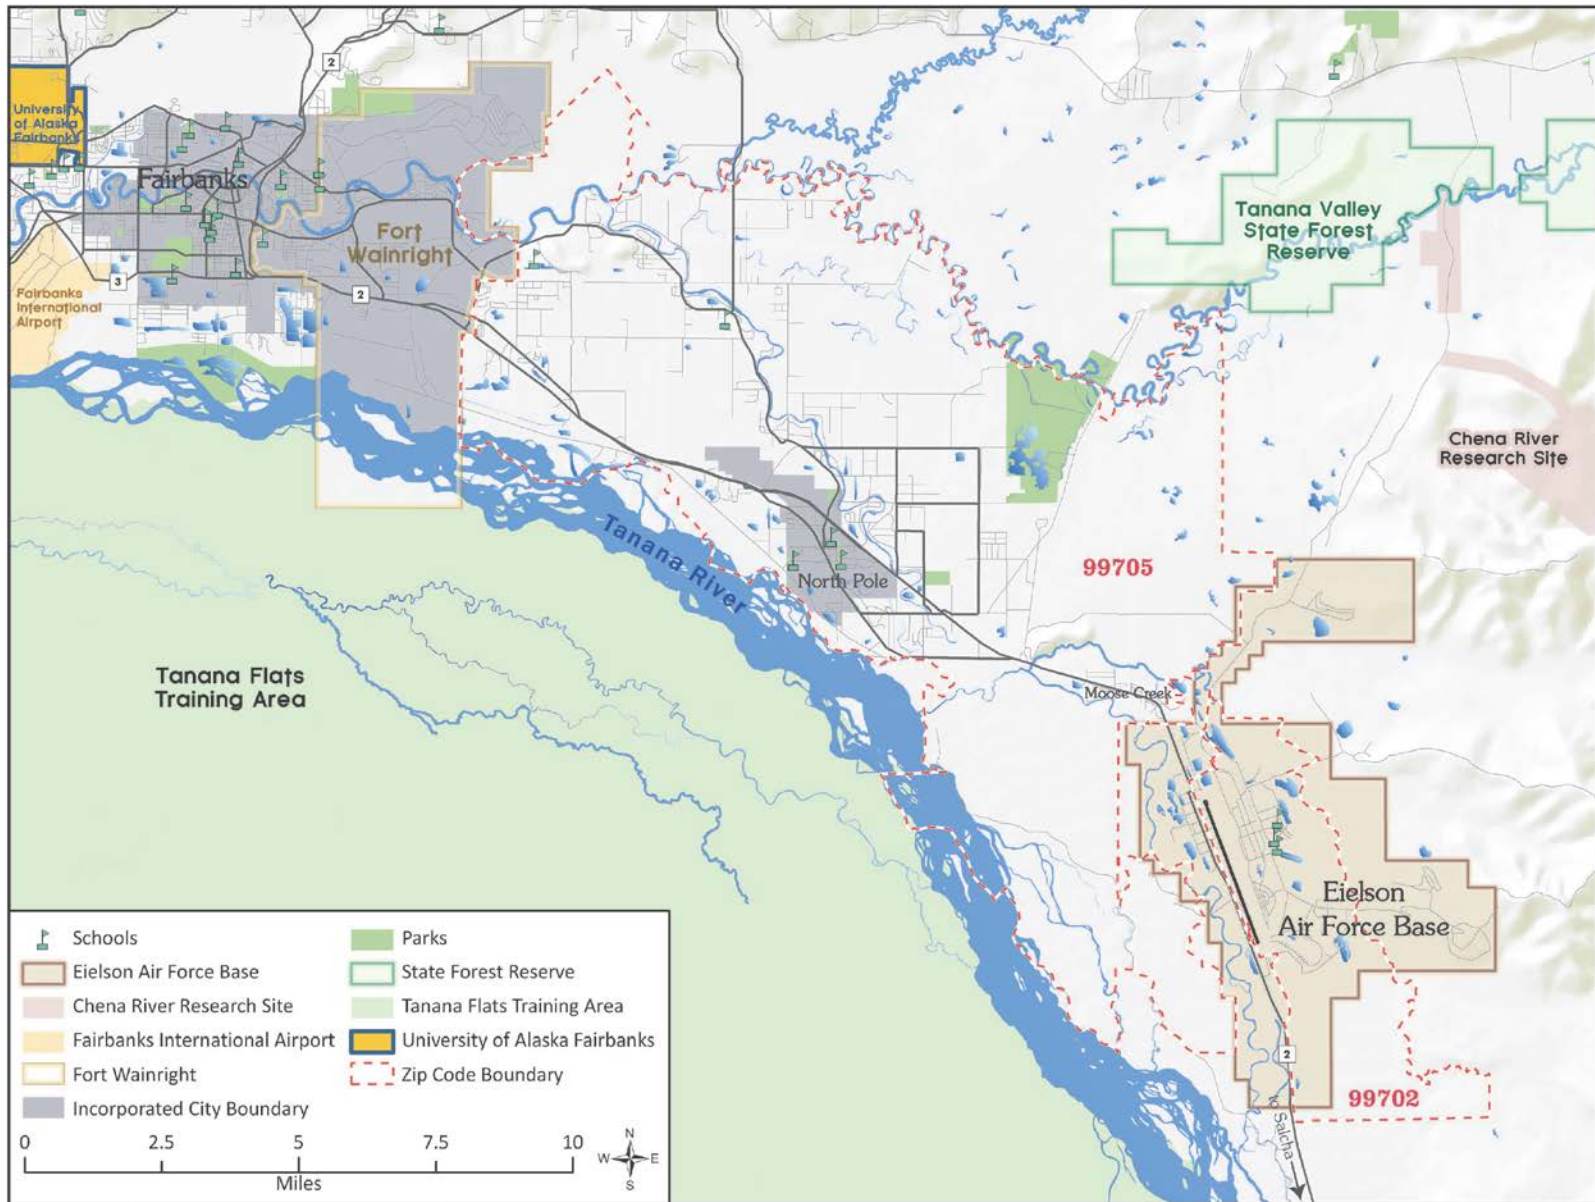 2
University
of Alaska
Fairbanks
Fairbanks
Fort
Wainright
Tanana Valley
State Forest
Reserve
3
2
Fairbanks
International
Airport
Chena River
Research Site
Tanana River
99705
North Pole
Tanana Flats
Training Area
Moose Creek
Eielson
Air Force Base
2
99702
to Salcha
Schools
Eielson Air Force Base
Chena River Research Site
Fairbanks International Airport
Fort Wainright
Incorporated City Boundary
Parks
State Forest Reserve
Tanana Flats Training Area
University of Alaska Fairbanks
Zip Code Boundary
0 2.5 5 7.5 10
Miles
N
W E
S